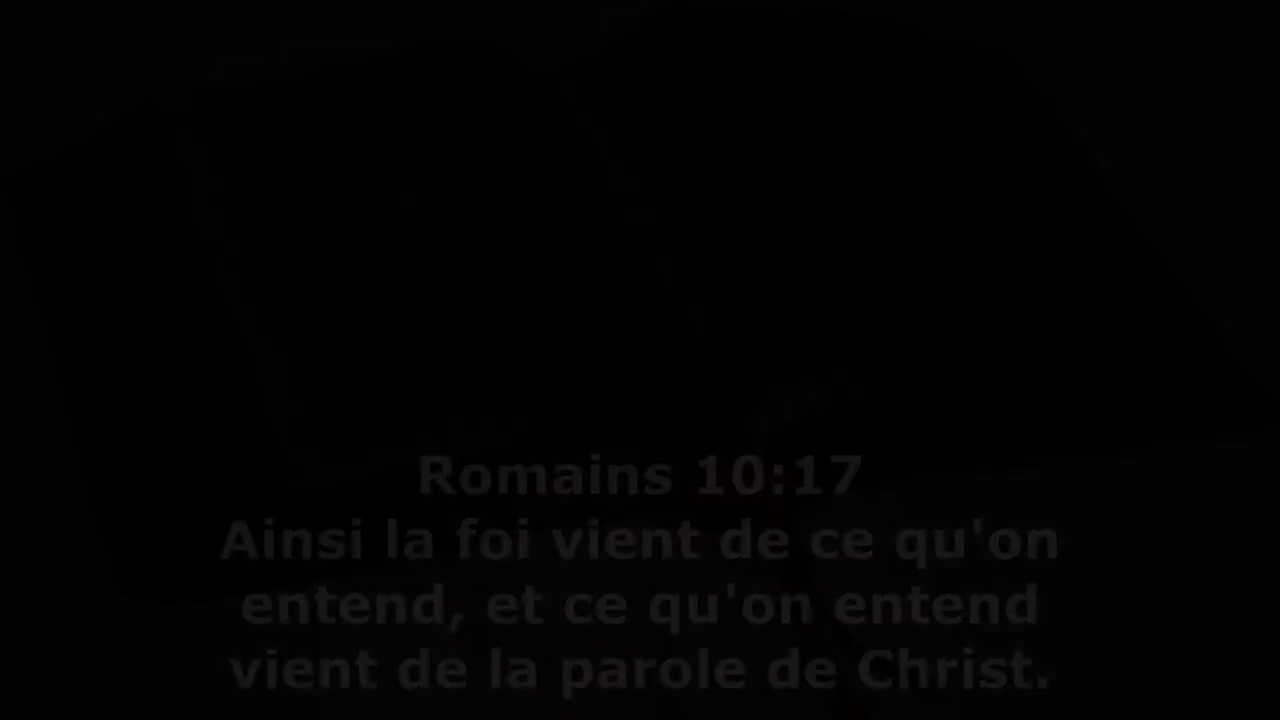 Romains 10:17
Ainsi la foi vient de ce qu'on
entend, et ce qu'on entend
vient de la parole de Christ.